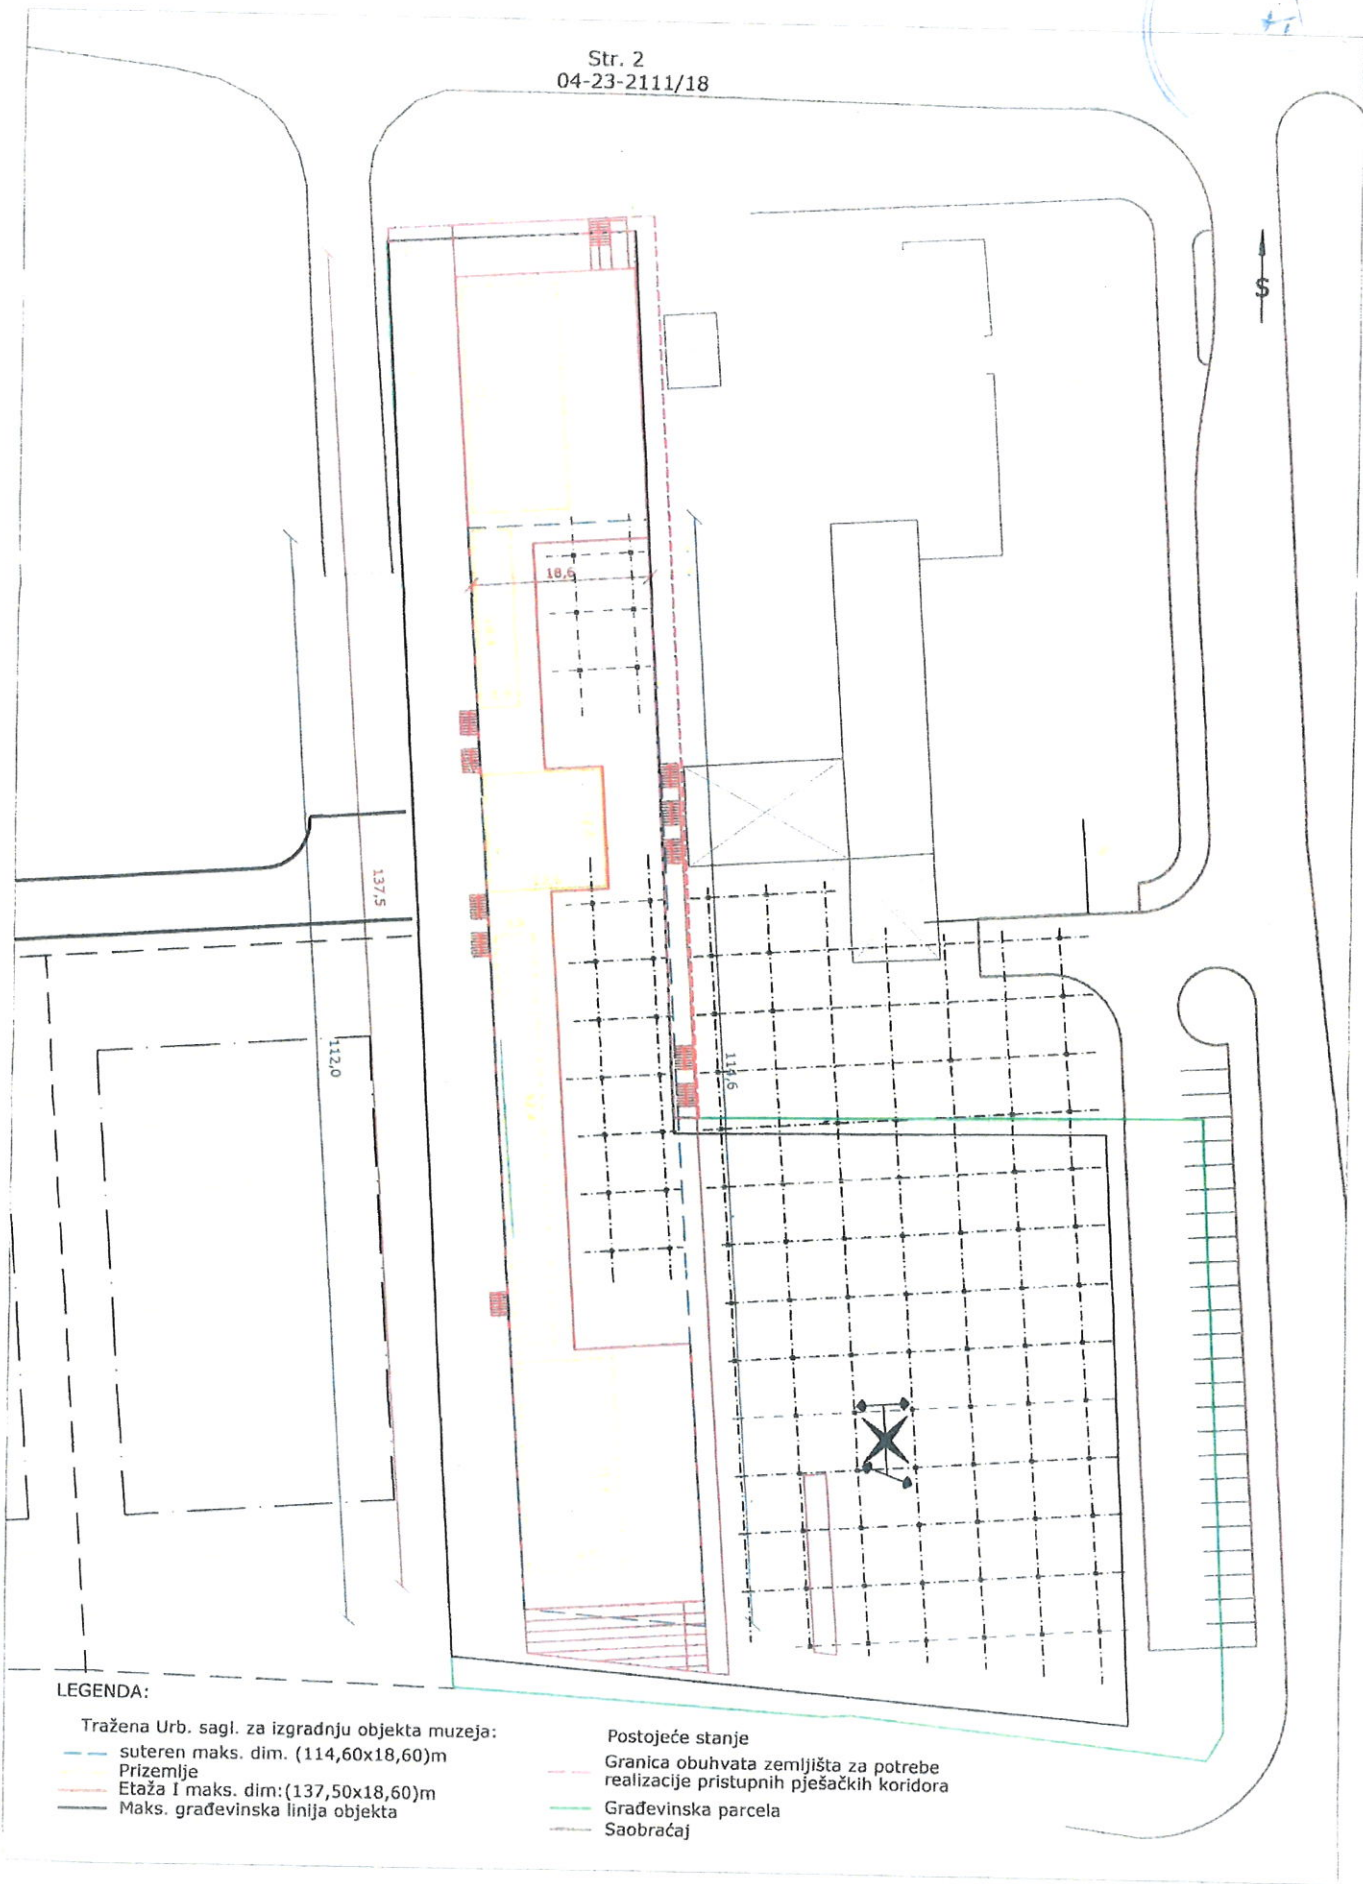 Str. 2
04-23-2111/18
S
18,6
137,5
112,0
114,6
LEGENDA:
Tražena Urb. sagl. za izgradnju objekta muzeja:
suteren maks. dim. (114,60x18,60)m
Prizemlje
Etaža I maks. dim:(137,50x18,60)m
Maks. građevinska linija objekta
Postojeće stanje
Granica obuhvata zemljišta za potrebe
realizacije pristupnih pješačkih koridora
Građevinska parcela
Saobraćaj